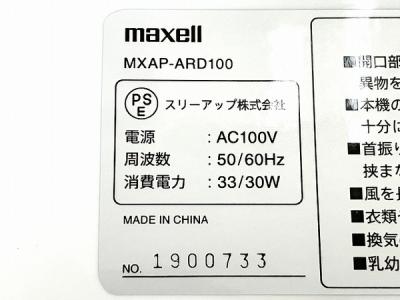 maxell
MXAP-ARD100
PSE スリーアップ株式会社
電源 : AC100V
周波数 : 50/60Hz
消費電力 : 33/30W
MADE IN CHINA
NO. 1900733
■開口部
異物を
■本機の
十分に
■首振り
挟まな
■風を長
■衣類
■換気
■乳幼